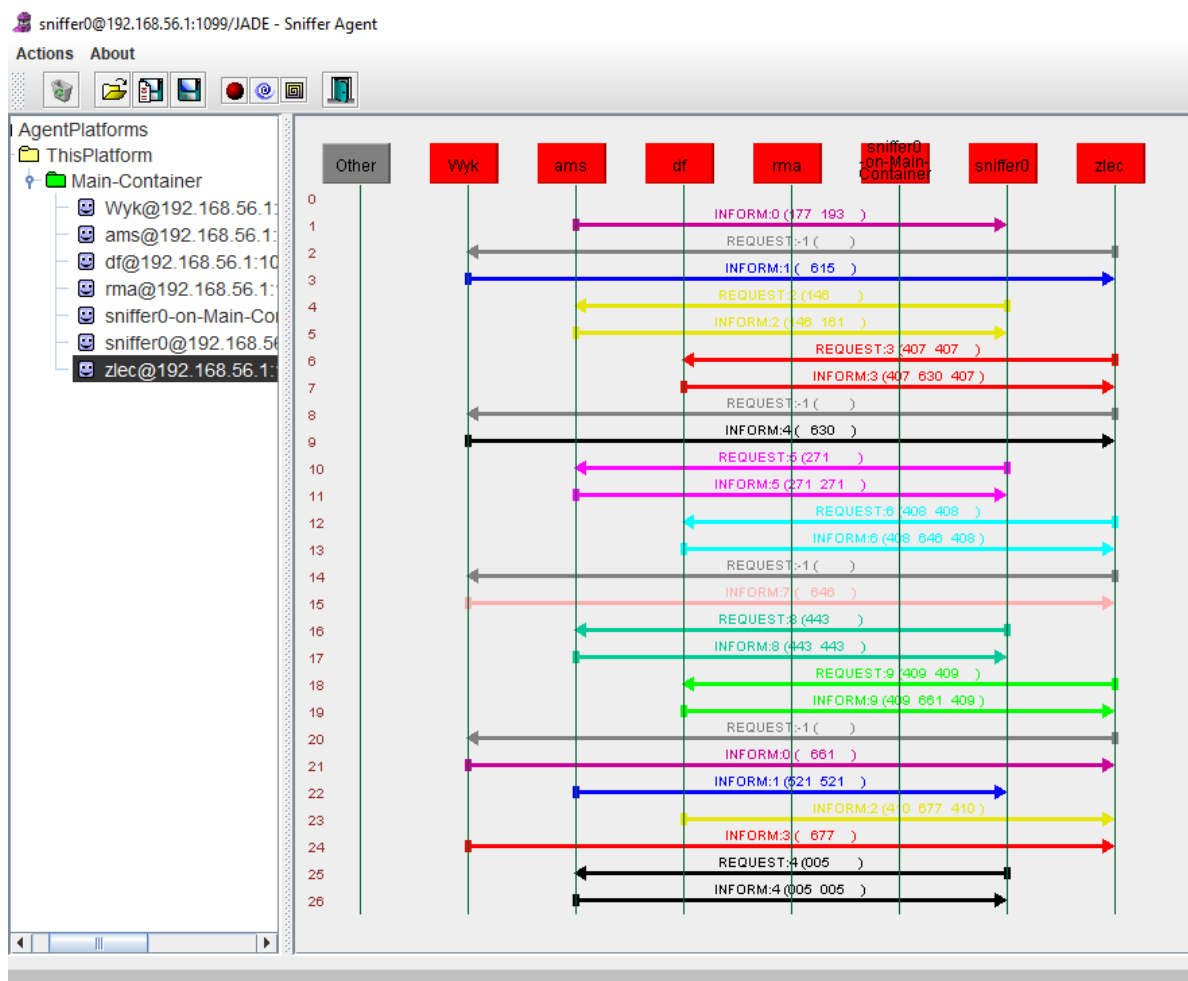 sniffer0@192.168.56.1:1099/JADE - Sniffer Agent
Actions About
AgentPlatforms
ThisPlatform
Main-Container
Wyk@192.168.56.1:
ams@192.168.56.1:
df@192.168.56.1:10
rma@192.168.56.1:
sniffer0-on-Main-Co
sniffer0@192.168.56
zlec@192.168.56.1:
Other Wyk ams df rma sniffer0-on-Main-Container sniffer0 zlec
0
INFORM:0 (177 193 )
1
REQUEST:-1 ( )
2
INFORM:1 ( 615 )
3
REQUEST:2 (146 )
4
INFORM:2 (146 161 )
5
REQUEST:3 (407 407 )
6
INFORM:3 (407 630 407 )
7
REQUEST:-1 ( )
8
INFORM:4 ( 630 )
9
REQUEST:5 (271 )
10
INFORM:5 (271 271 )
11
REQUEST:6 (408 408 )
12
INFORM:6 (408 646 408 )
13
REQUEST:-1 ( )
14
INFORM:7 ( 646 )
15
REQUEST:8 (443 )
16
INFORM:8 (443 443 )
17
REQUEST:9 (409 409 )
18
INFORM:9 (409 661 409 )
19
REQUEST:-1 ( )
20
INFORM:0 ( 661 )
21
INFORM:1 (521 521 )
22
INFORM:2 (410 677 410 )
23
INFORM:3 ( 677 )
24
REQUEST:4 (005 )
25
INFORM:4 (005 005 )
26